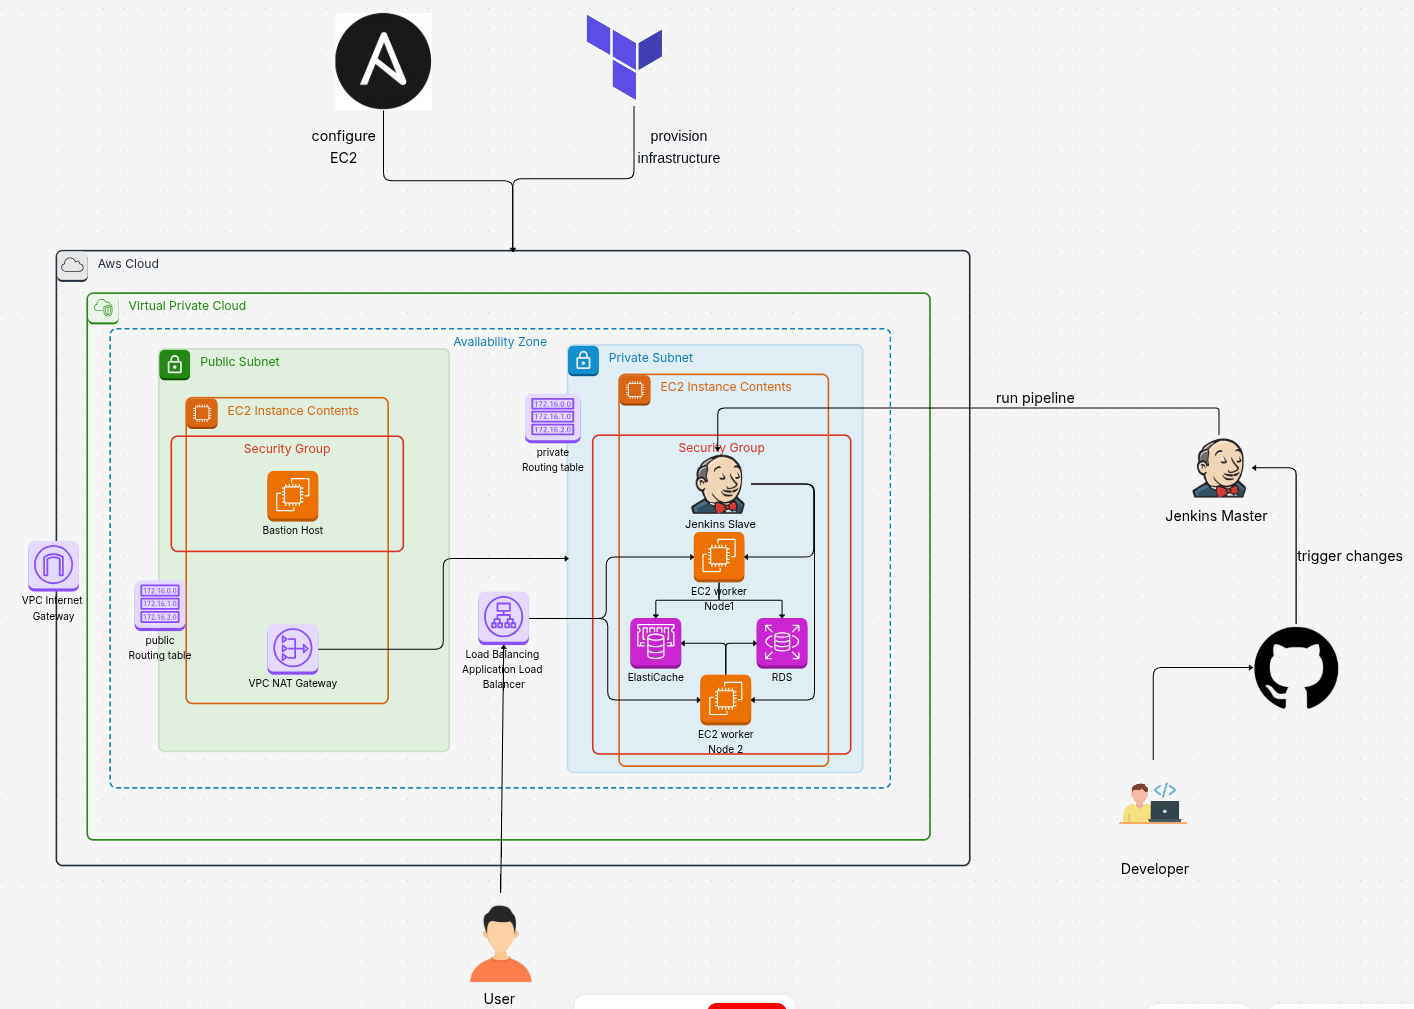 configure
EC2
provision
infrastructure
Aws Cloud
Virtual Private Cloud
Availability Zone
Public Subnet
Private Subnet
EC2 Instance Contents
EC2 Instance Contents
run pipeline
172.16.0.0
172.16.1.0
172.16.2.0
private
Routing table
Security Group
Security Group
Bastion Host
Jenkins Slave
Jenkins Master
trigger changes
VPC Internet
Gateway
172.16.0.0
172.16.1.0
172.16.2.0
public
Routing table
VPC NAT Gateway
Load Balancing
Application Load
Balancer
EC2 worker
Node1
ElastiCache
RDS
EC2 worker
Node 2
</>
Developer
User